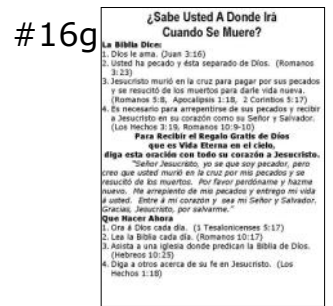 #16g
¿Sabe Usted A Donde Irá
Cuando Se Muere?
La Biblia Dice:
1. Dios le ama. (Juan 3:16)
2. Usted ha pecado y ésta separado de Dios. (Romanos
3:23)
3. Jesucristo murió en la cruz para pagar por sus pecados
y se resucitó de los muertos para darle vida nueva.
(Romanos 5:8, Apocalipsis 1:18, 2 Corintios 5:17)
4. Es necesario para arrepentirse de sus pecados y recibir
a Jesucristo en su corazón como su Señor y Salvador.
(Los Hechos 3:19, Romanos 10:9-10)
Para Recibir el Regalo Gratis de Dios
que es Vida Eterna en el cielo,
diga esta oración con todo su corazón a Jesucristo.
"Señor Jesucristo, yo se que soy pecador, pero
creo que usted murió en la cruz por mis pecados y se
resucitó de los muertos. Por favor perdóname y hazme
nuevo. Me arrepiento de mis pecados y entrego mi vida
á usted. Entre á mi corazón y sea mi Señor y Salvador.
Gracias, Jesucristo, por salvarme."
Que Hacer Ahora
1. Ora á Dios cada día. (1 Tesalonicenses 5:17)
2. Lea la Biblia cada día. (Romanos 10:17)
3. Asista a una iglesia donde predican la Biblia de Dios.
(Hebreos 10:25)
4. Diga a otros acerca de su fe en Jesucristo. (Los
Hechos 1:18)